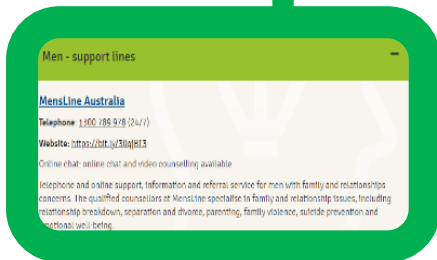 Men - support lines
MensLine Australia
Telephone: 1300 789 978 (24/7)
Website: https://bit.ly/
Online chat: online chat and video counselling available
Telephone and online support, information and referral service for men with family and relationships
concerns. The qualified counsellors at MensLine specialise in family and relationship issues, including
relationship breakdown, separation and divorce, parenting, family violence, suicide prevention and
emotional well-being.